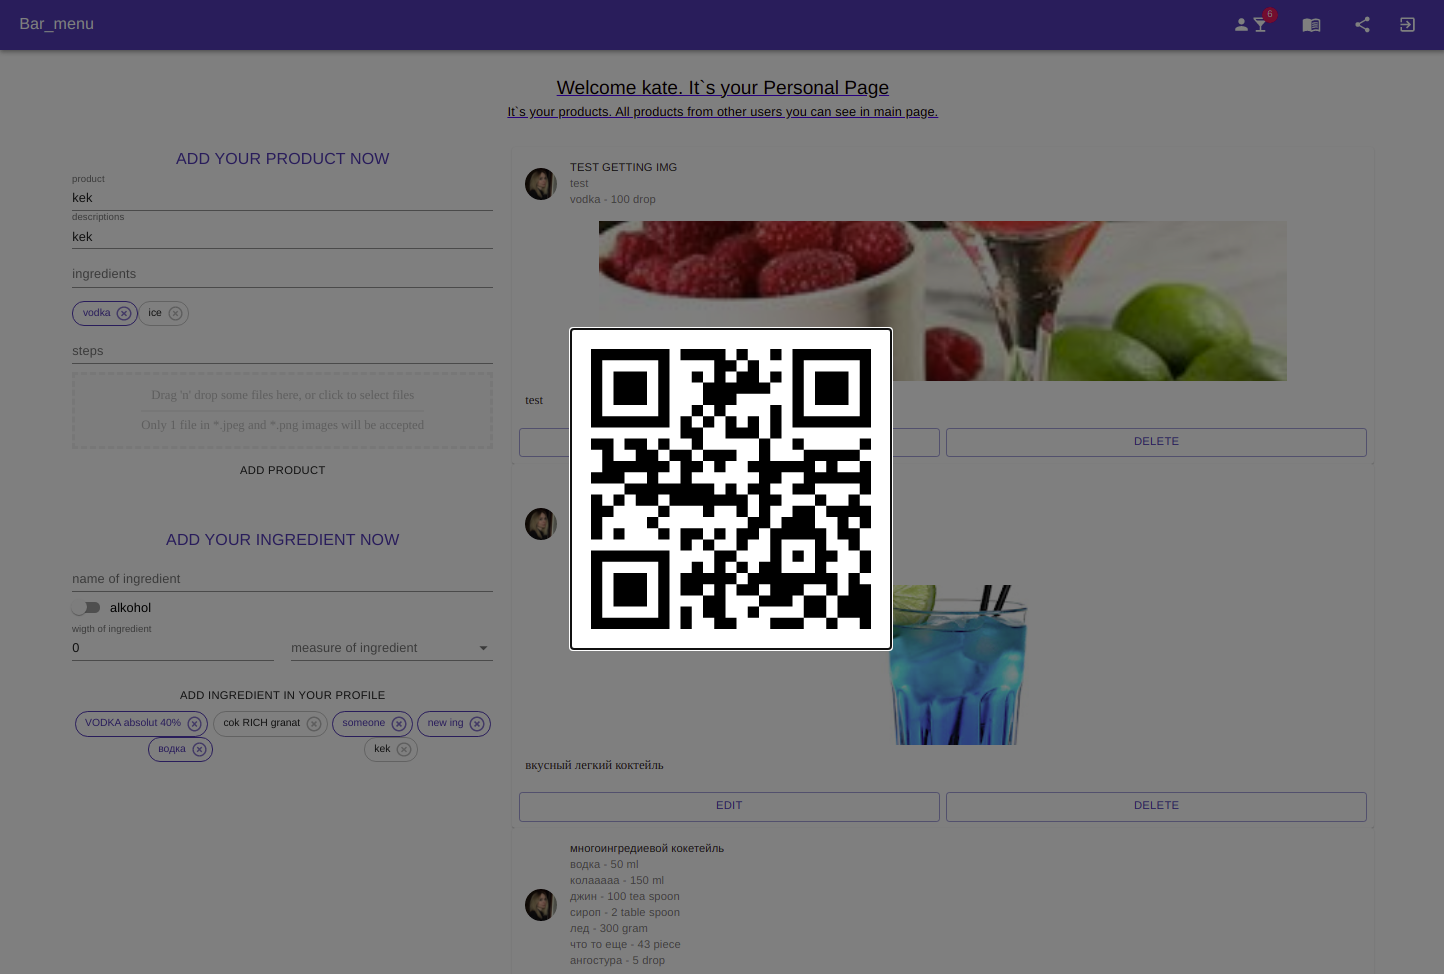 Bar_menu
6
Welcome kate. It`s your Personal Page
It`s your products. All products from other users you can see in main page.
ADD YOUR PRODUCT NOW
product
kek
descriptions
kek
ingredients
vodka
ice
steps
Drag 'n' drop some files here, or click to select files
Only 1 file in *.jpeg and *.png images will be accepted
ADD PRODUCT
ADD YOUR INGREDIENT NOW
name of ingredient
alkohol
wigth of ingredient
0
measure of ingredient
ADD INGREDIENT IN YOUR PROFILE
VODKA absolut 40%
cok RICH granat
someone
new ing
водка
kek
TEST GETTING IMG
test
vodka - 100 drop
test
DELETE
вкусный легкий коктейль
EDIT
DELETE
многоингредиевой кокетейль
водка - 50 ml
колааааа - 150 ml
джин - 100 tea spoon
сироп - 2 table spoon
лед - 300 gram
что то еще - 43 piece
ангостура - 5 drop